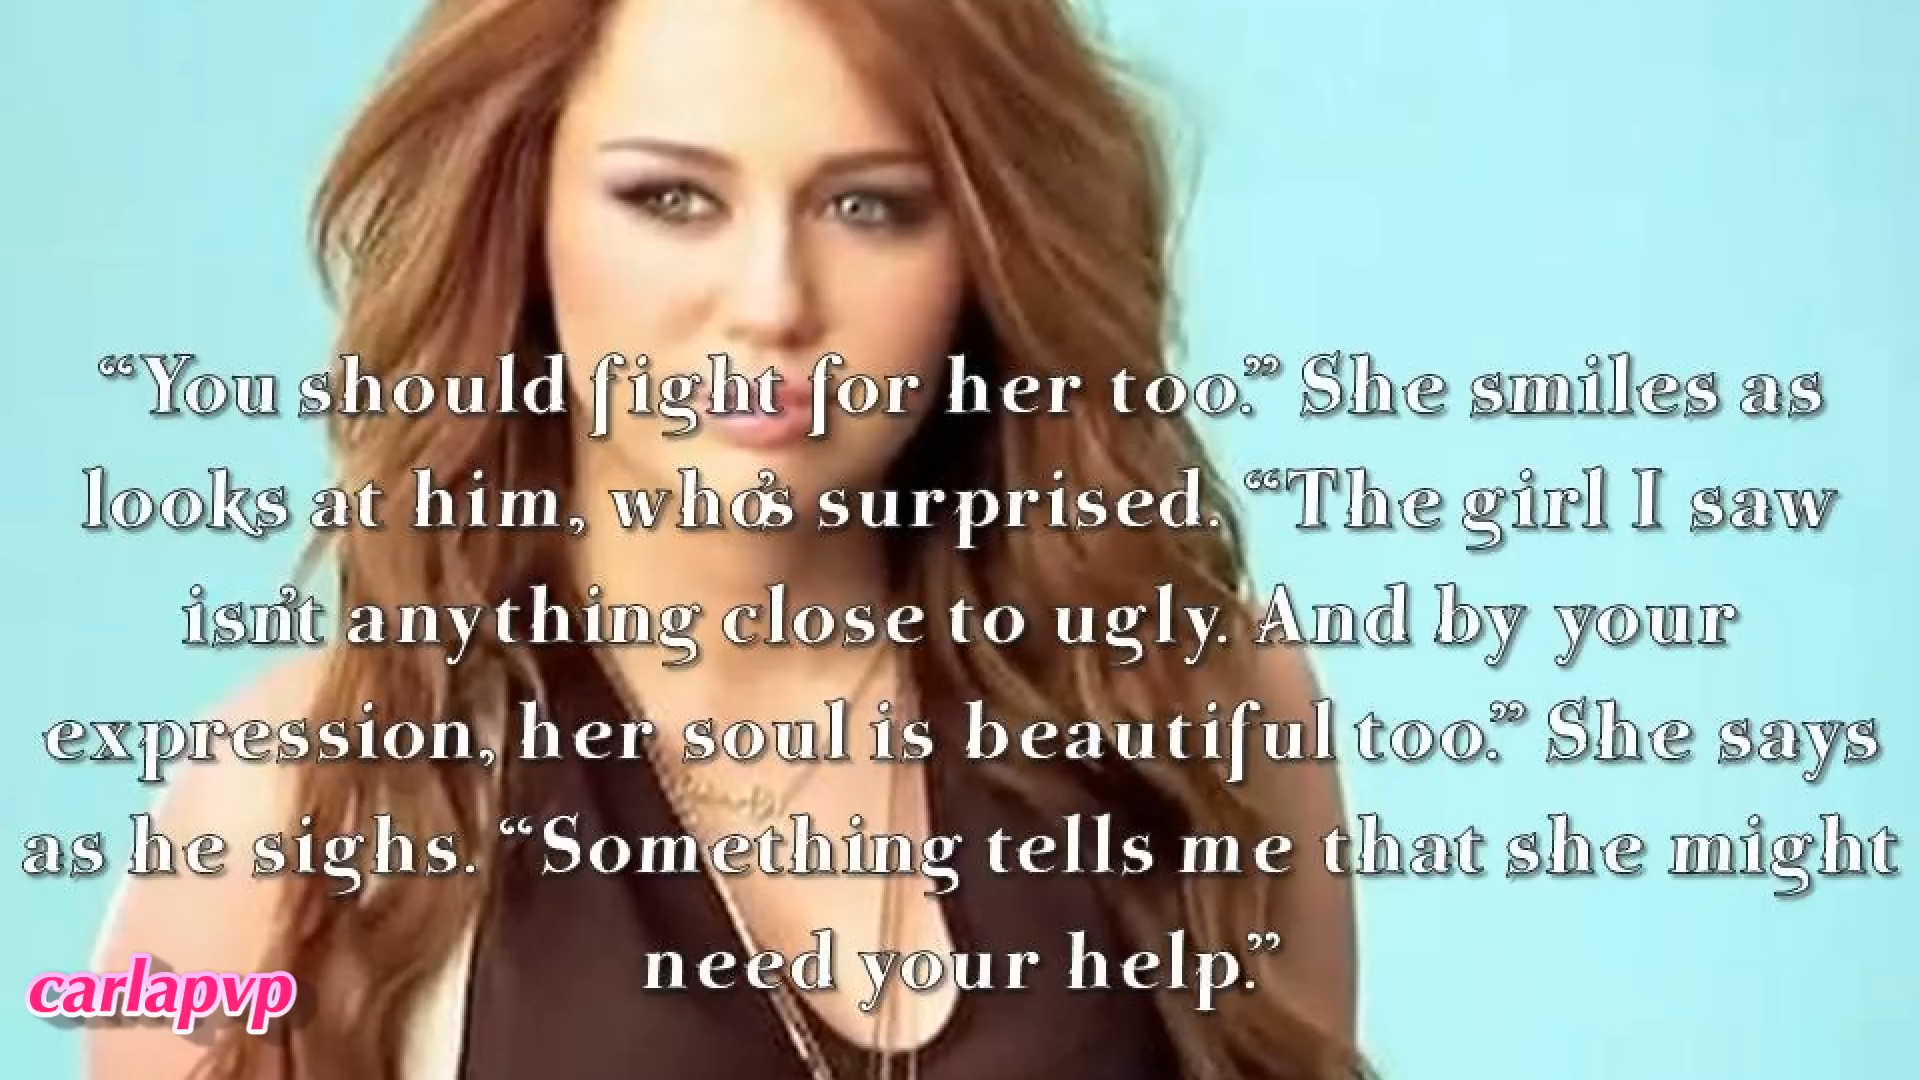 “You should fight for her too.” She smiles as
looks at him, who’s surprised. “The girl I saw
isn’t anything close to ugly. And by your
expression, her soul is beautiful too.” She says
as he sighs. “Something tells me that she might
need your help.”
carlapvp